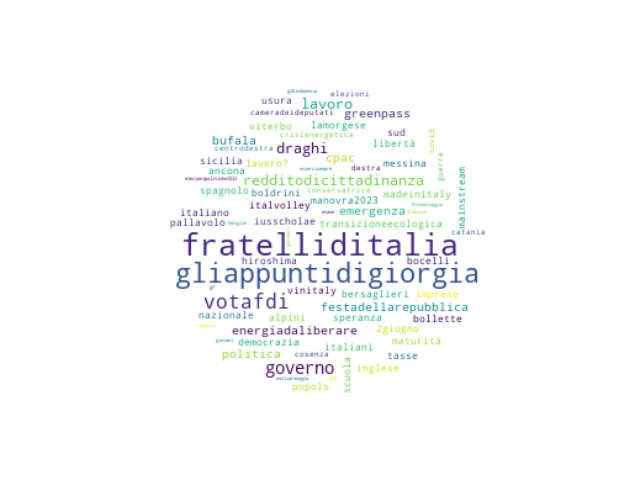 elezioni
usura lavoro
cameradeideputati greenpass
viterbo lamorgese
crisienergetica sud covid
bufala libertà
centrodestra draghi
sicilia lavoro? cpac messina guerra
ancona destra
redditodicittadinanza
spagnolo boldrini conservatrice madeinitaly mainstream
italvolley manovra2023
italiano emergenza
pallavolo iusscholae transizioneecologica
catania
fratelliditalia
hiroshima bocelli
gliappuntidigiorgia
vinitaly bersaglieri imprese
votafdi festadellarepubblica
nazionale alpini speranza bollette
energiadaliberare 2giugno
democrazia italiani maturità
politica cosenza tasse
governo scuola inglese
popolo